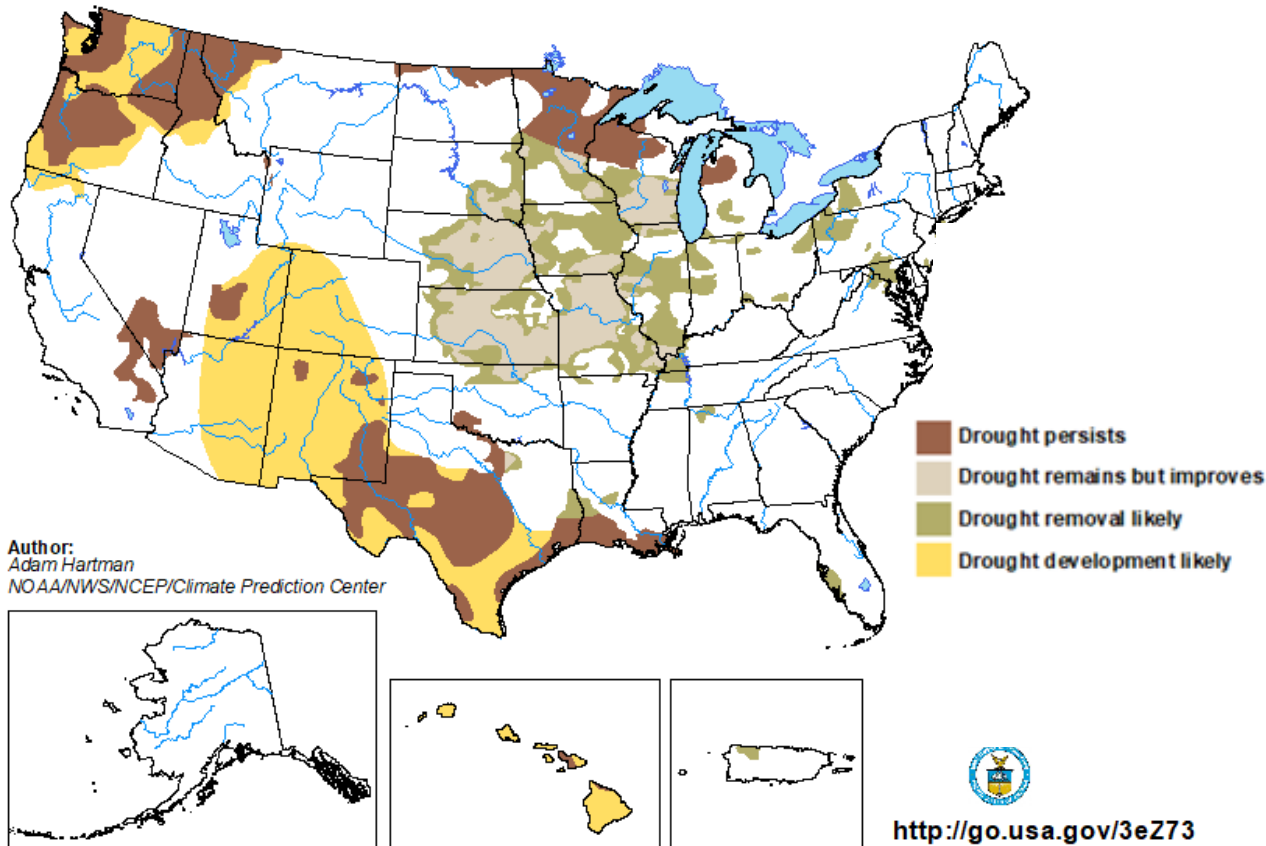 Drought persists
Drought remains but improves
Drought removal likely
Drought development likely
Author:
Adam Hartman
NOAA/NWS/NCEP/Climate Prediction Center
http://go.usa.gov/3eZ73